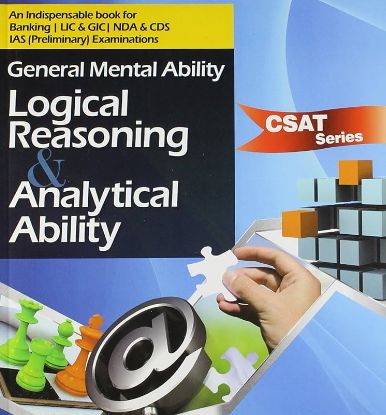 An Indispensable book for
Banking | LIC & GIC| NDA & CDS
IAS (Preliminary) Examinations
General Mental Ability
Logical
Reasoning
&
Analytical
Ability
CSAT
Series
@